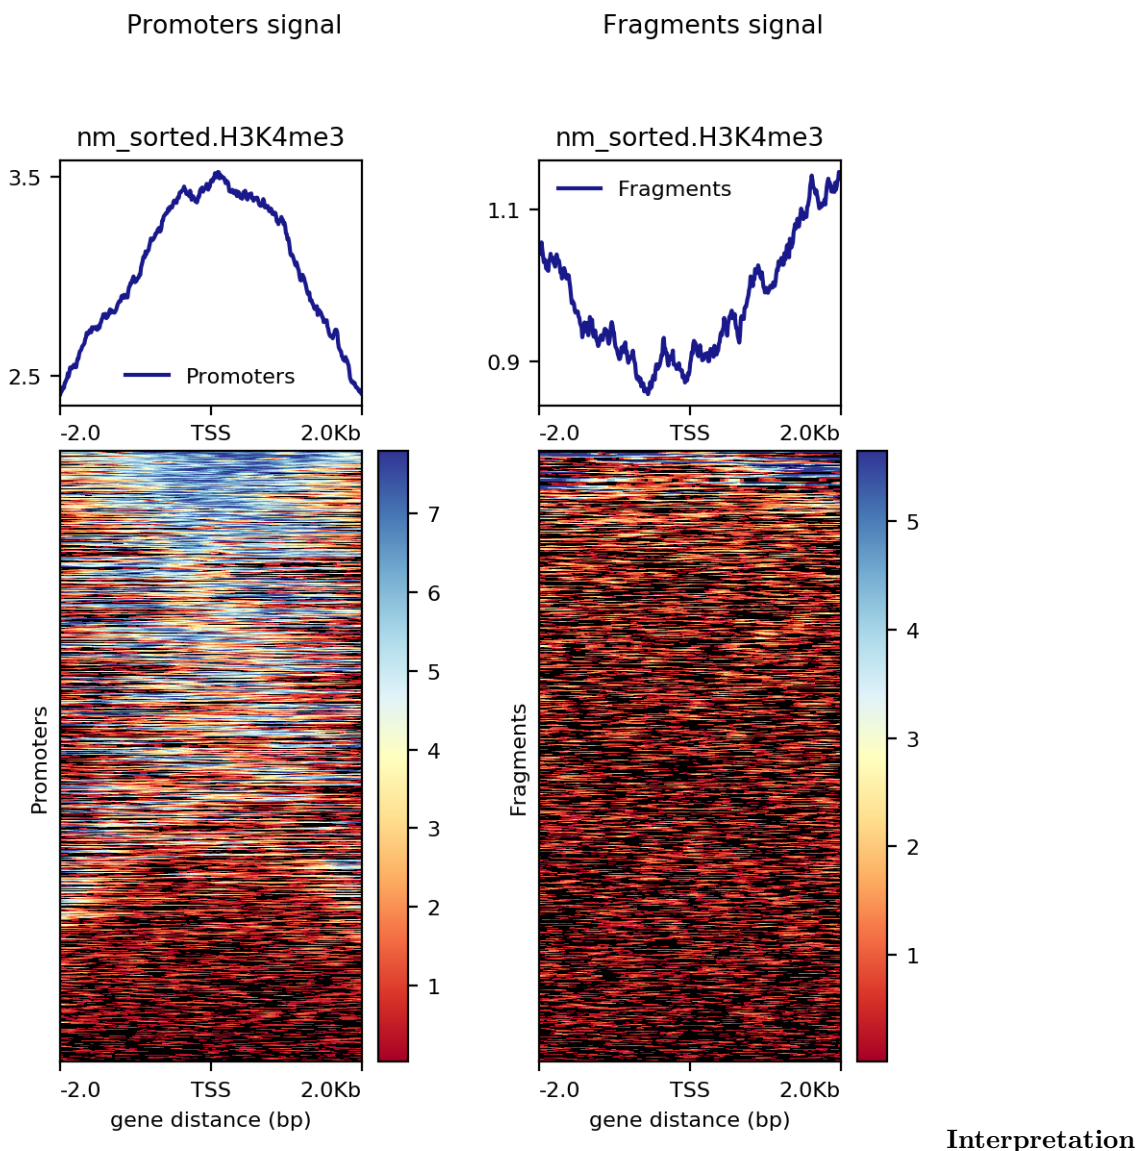 Promoters signal
Fragments signal
nm_sorted.H3K4me3
3.5
3.0
2.5
Promoters
-2.0 TSS 2.0Kb
nm_sorted.H3K4me3
1.1
0.9
Fragments
-2.0 TSS 2.0Kb
Promoters
7
6
5
4
3
2
1
-2.0 TSS 2.0Kb
gene distance (bp)
Fragments
5
4
3
2
1
-2.0 TSS 2.0Kb
gene distance (bp)
Interpretation